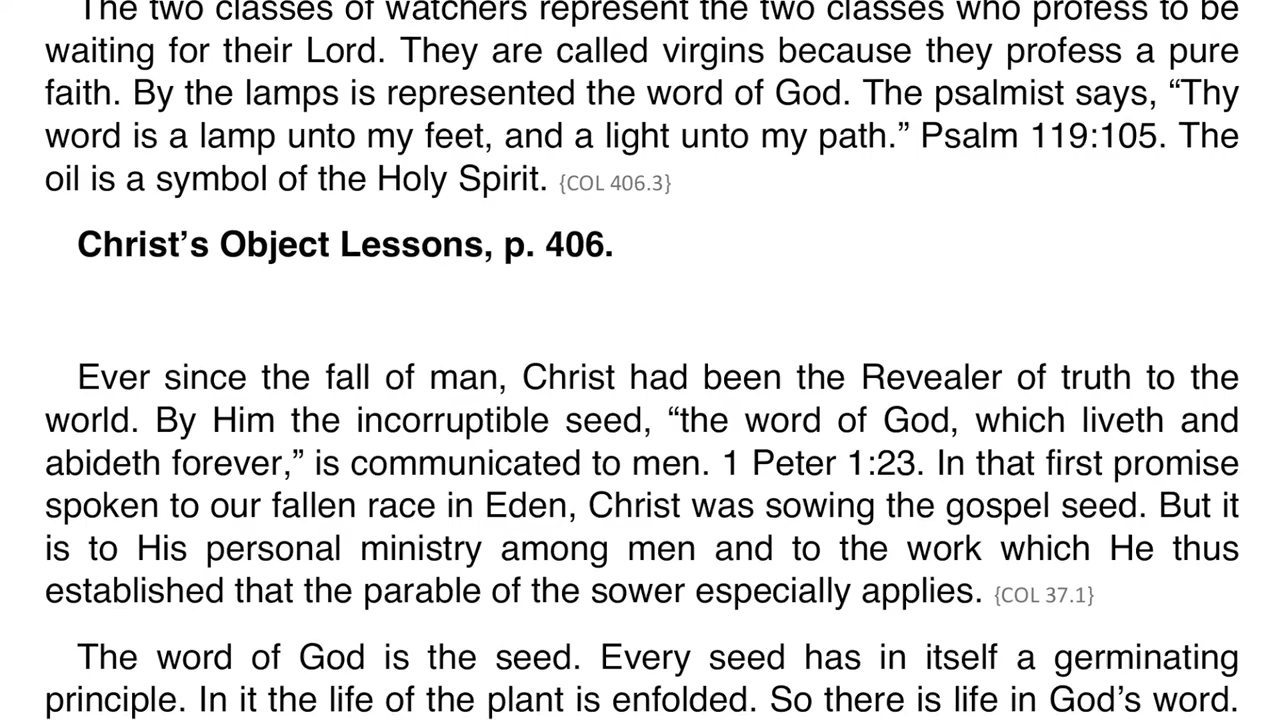 The two classes of watchers represent the two classes who profess to be
waiting for their Lord. They are called virgins because they profess a pure
faith. By the lamps is represented the word of God. The psalmist says, “Thy
word is a lamp unto my feet, and a light unto my path.” Psalm 119:105. The
oil is a symbol of the Holy Spirit. {COL 406.3}
Christ’s Object Lessons, p. 406.
Ever since the fall of man, Christ had been the Revealer of truth to the
world. By Him the incorruptible seed, “the word of God, which liveth and
abideth forever,” is communicated to men. 1 Peter 1:23. In that first promise
spoken to our fallen race in Eden, Christ was sowing the gospel seed. But it
is to His personal ministry among men and to the work which He thus
established that the parable of the sower especially applies. {COL 37.1}
The word of God is the seed. Every seed has in itself a germinating
principle. In it the life of the plant is enfolded. So there is life in God’s word.